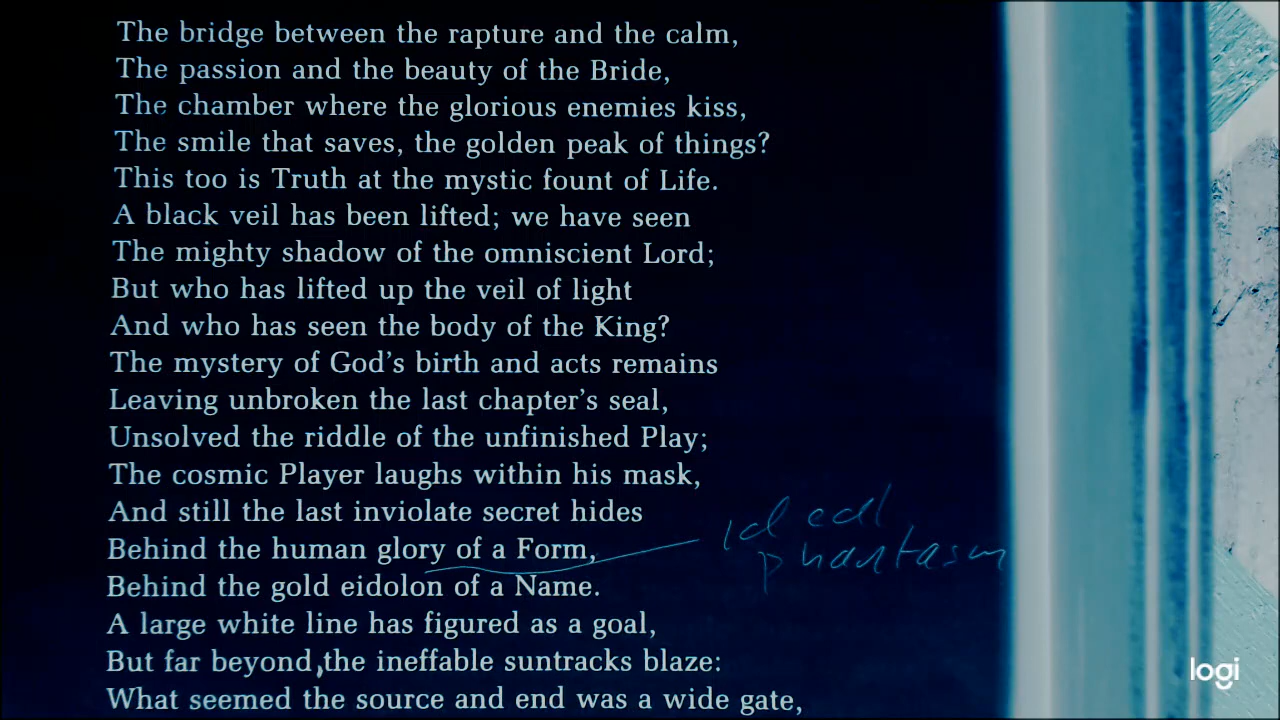 The bridge between the rapture and the calm,
The passion and the beauty of the Bride,
The chamber where the glorious enemies kiss,
The smile that saves, the golden peak of things?
This too is Truth at the mystic fount of Life.
A black veil has been lifted; we have seen
The mighty shadow of the omniscient Lord;
But who has lifted up the veil of light
And who has seen the body of the King?
The mystery of God's birth and acts remains
Leaving unbroken the last chapter's seal,
Unsolved the riddle of the unfinished Play;
The cosmic Player laughs within his mask,
And still the last inviolate secret hides
Behind the human glory of a Form,
ideal
phantasm
Behind the gold eidolon of a Name.
A large white line has figured as a goal,
But far beyond, the ineffable suntracks blaze:
What seemed the source and end was a wide gate,
logi